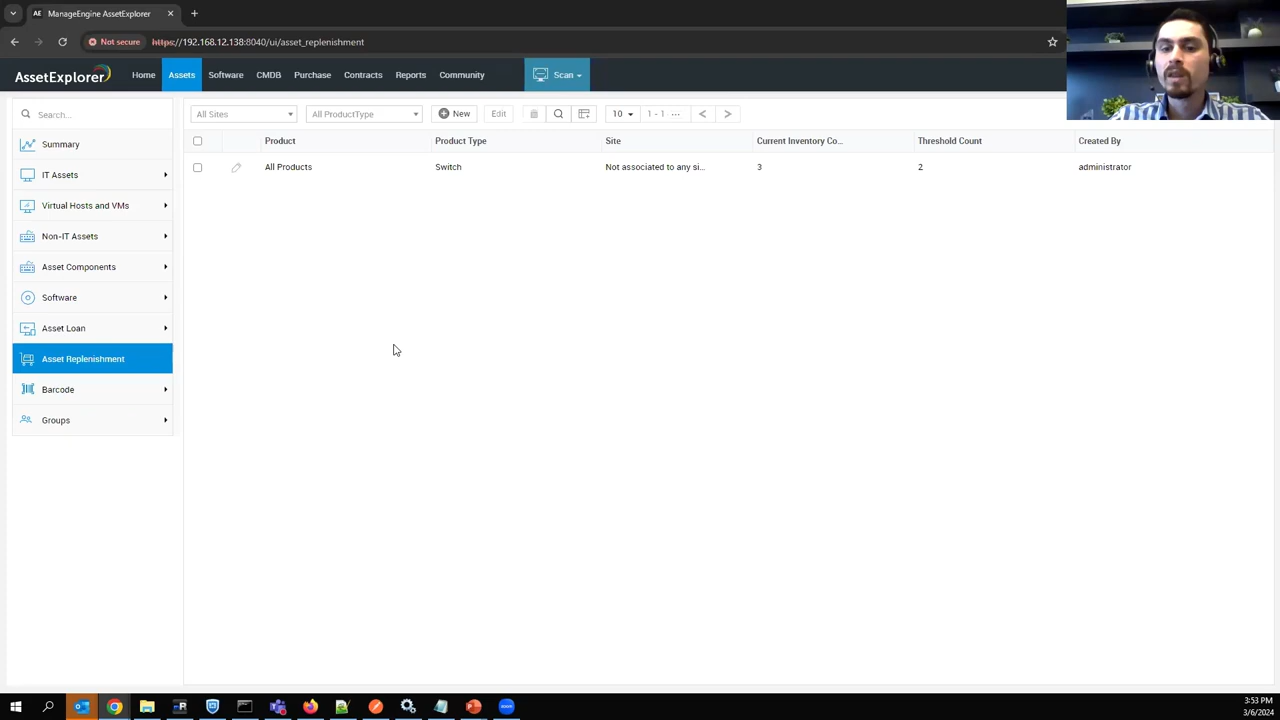 ManageEngine AssetExplorer
Not secure https://192.168.12.138:8040/ui/asset_replenishment
AssetExplorer Home Assets Software CMDB Purchase Contracts Reports Community Scan
Search... All Sites All ProductType New Edit 10 1 - 1 ...
Product Product Type Site Current Inventory Co... Threshold Count Created By
All Products Switch Not associated to any si... 3 2 administrator
Summary
IT Assets
Virtual Hosts and VMs
Non-IT Assets
Asset Components
Software
Asset Loan
Asset Replenishment
Barcode
Groups
3:53 PM
3/6/2024